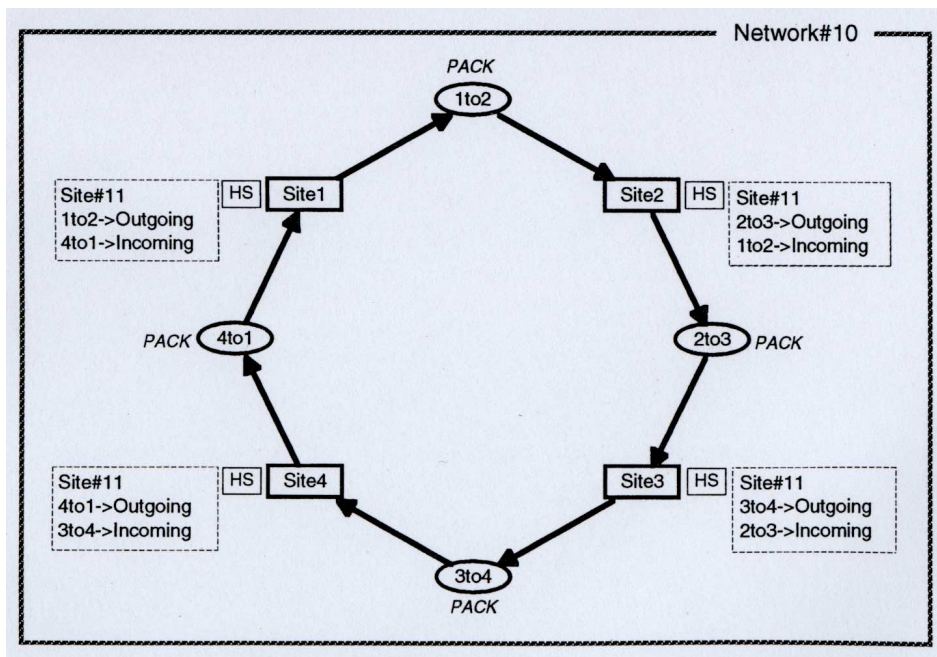 Network#10
PACK
1to2
Site#11
1to2->Outgoing
4to1->Incoming
HS
Site1
Site2
HS
Site#11
2to3->Outgoing
1to2->Incoming
PACK
4to1
2to3
PACK
Site#11
4to1->Outgoing
3to4->Incoming
HS
Site4
Site3
HS
Site#11
3to4->Outgoing
2to3->Incoming
3to4
PACK